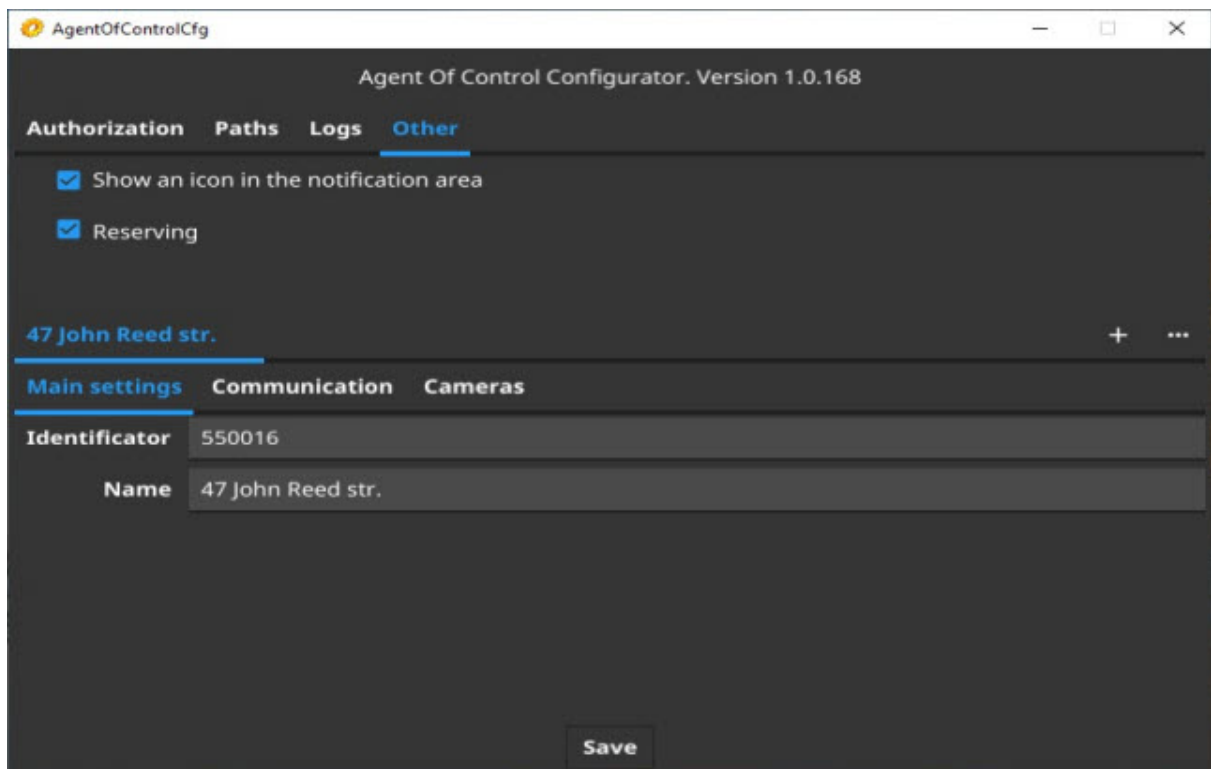 AgentOfControlCfg
Agent Of Control Configurator. Version 1.0.168
Authorization Paths Logs Other
Show an icon in the notification area
Reserving
47 John Reed str. + ...
Main settings Communication Cameras
Identificator 550016
Name 47 John Reed str.
Save